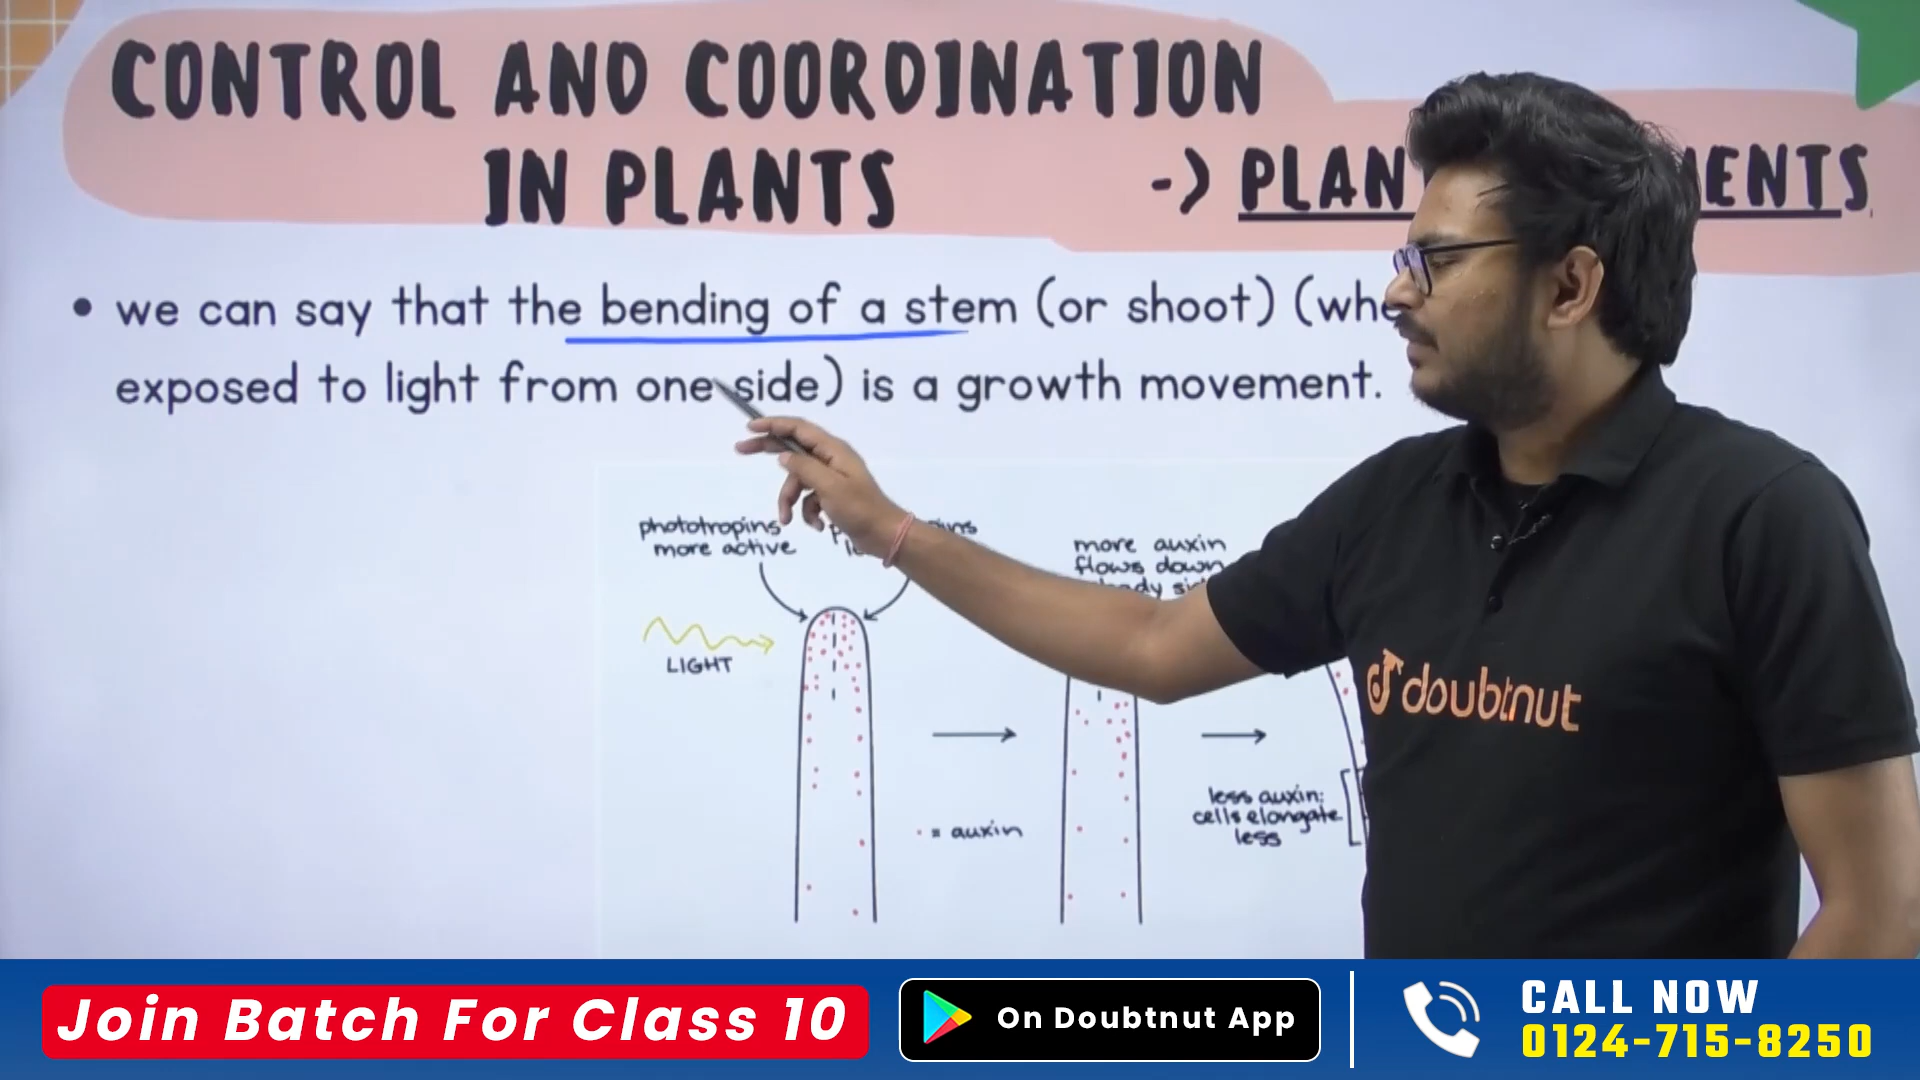 CONTROL AND COORDINATION
IN PLANTS
-> PLAN ENTS
• we can say that the bending of a stem (or shoot) (whe
exposed to light from one side) is a growth movement.
phototropins
more active
more auxin
flows down
LIGHT
· = auxin
less auxin:
cells elongate
less
doubtnut
Join Batch For Class 10
On Doubtnut App
CALL NOW
0124-715-8250